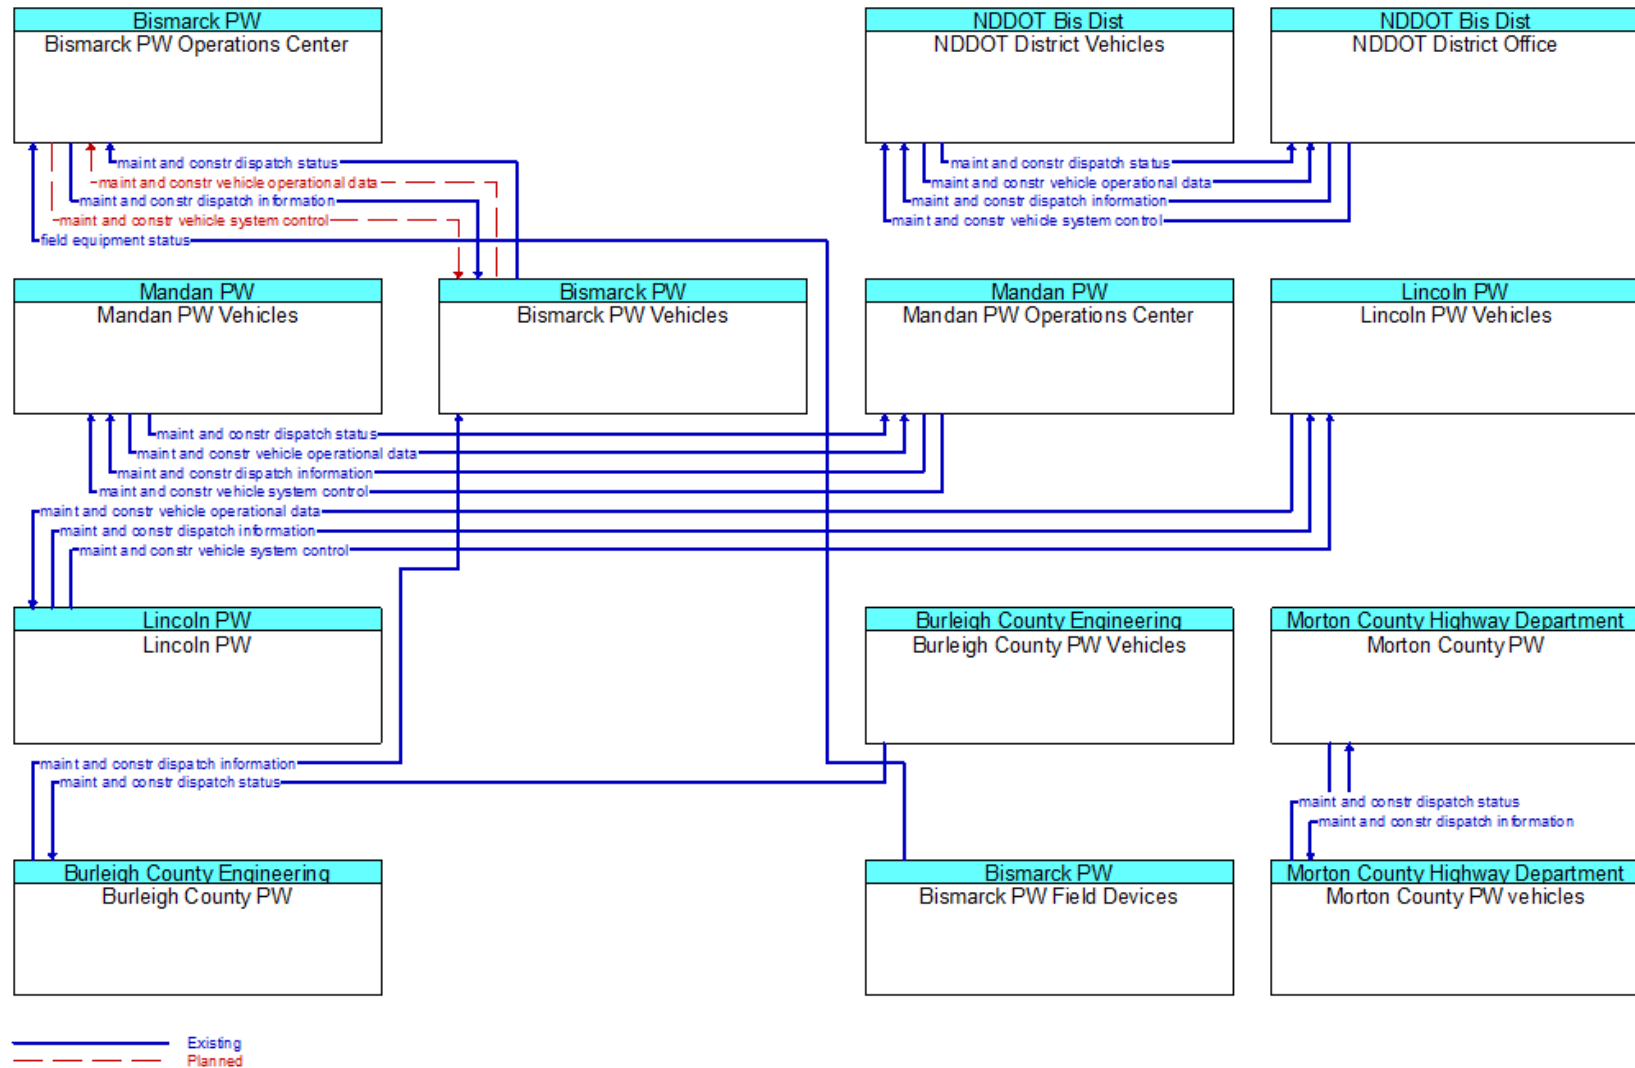 Bismarck PW
Bismarck PW Operations Center
NDDOT Bis Dist
NDDOT District Vehicles
NDDOT Bis Dist
NDDOT District Office
maint and constr dispatch status
maint and constr vehicle operational data
maint and constr dispatch information
maint and constr vehicle system control
field equipment status
maint and constr dispatch status
maint and constr vehicle operational data
maint and constr dispatch information
maint and constr vehicle system control
Mandan PW
Mandan PW Vehicles
Bismarck PW
Bismarck PW Vehicles
Mandan PW
Mandan PW Operations Center
Lincoln PW
Lincoln PW Vehicles
maint and constr dispatch status
maint and constr vehicle operational data
maint and constr dispatch information
maint and constr vehicle system control
maint and constr vehicle operational data
maint and constr dispatch information
maint and constr vehicle system control
Lincoln PW
Lincoln PW
Burleigh County Engineering
Burleigh County PW Vehicles
Morton County Highway Department
Morton County PW
maint and constr dispatch information
maint and constr dispatch status
maint and constr dispatch status
maint and constr dispatch information
Burleigh County Engineering
Burleigh County PW
Bismarck PW
Bismarck PW Field Devices
Morton County Highway Department
Morton County PW vehicles
Existing
Planned